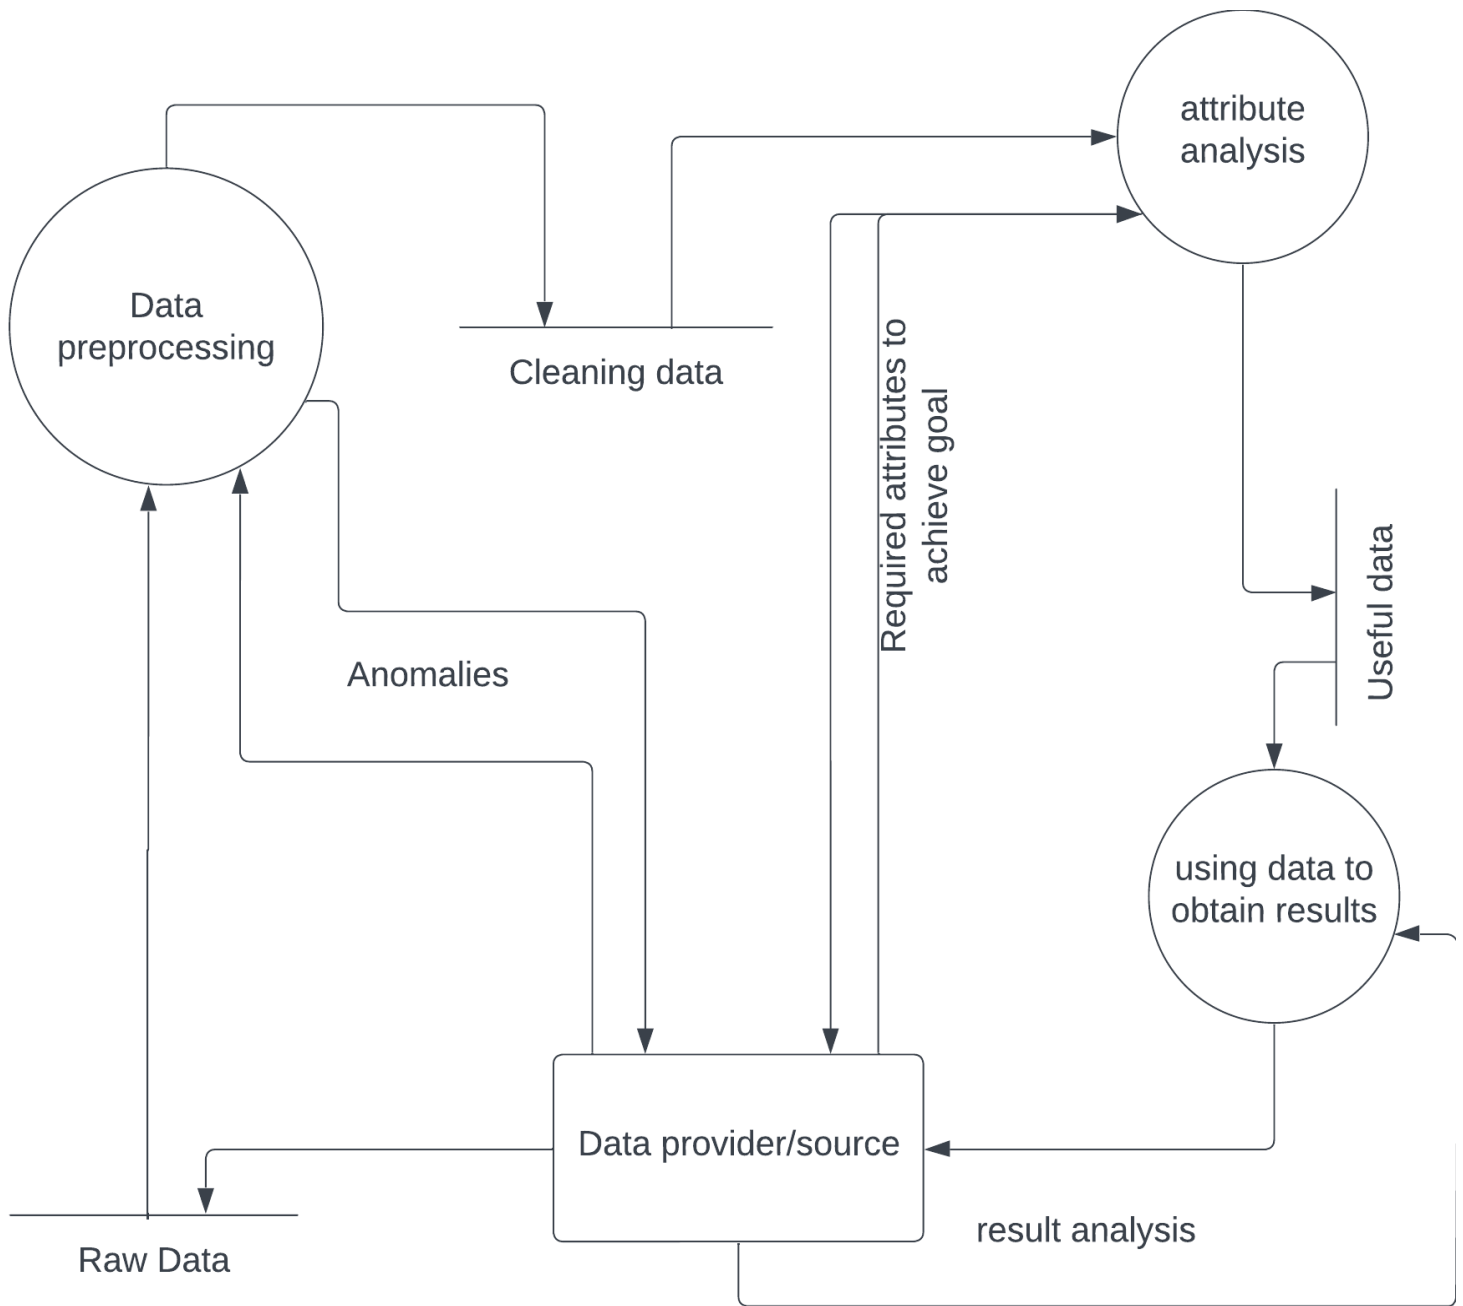 attribute
analysis
Data
preprocessing
Cleaning data
Required attributes to
achieve goal
Useful data
Anomalies
using data to
obtain results
Data provider/source
result analysis
Raw Data